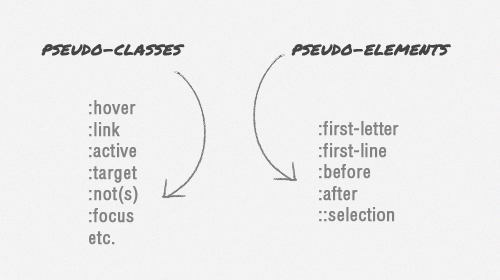 PSEUDO-CLASSES
:hover
:link
:active
:target
:not(s)
:focus
etc.
PSEUDO-ELEMENTS
:first-letter
:first-line
:before
:after
::selection